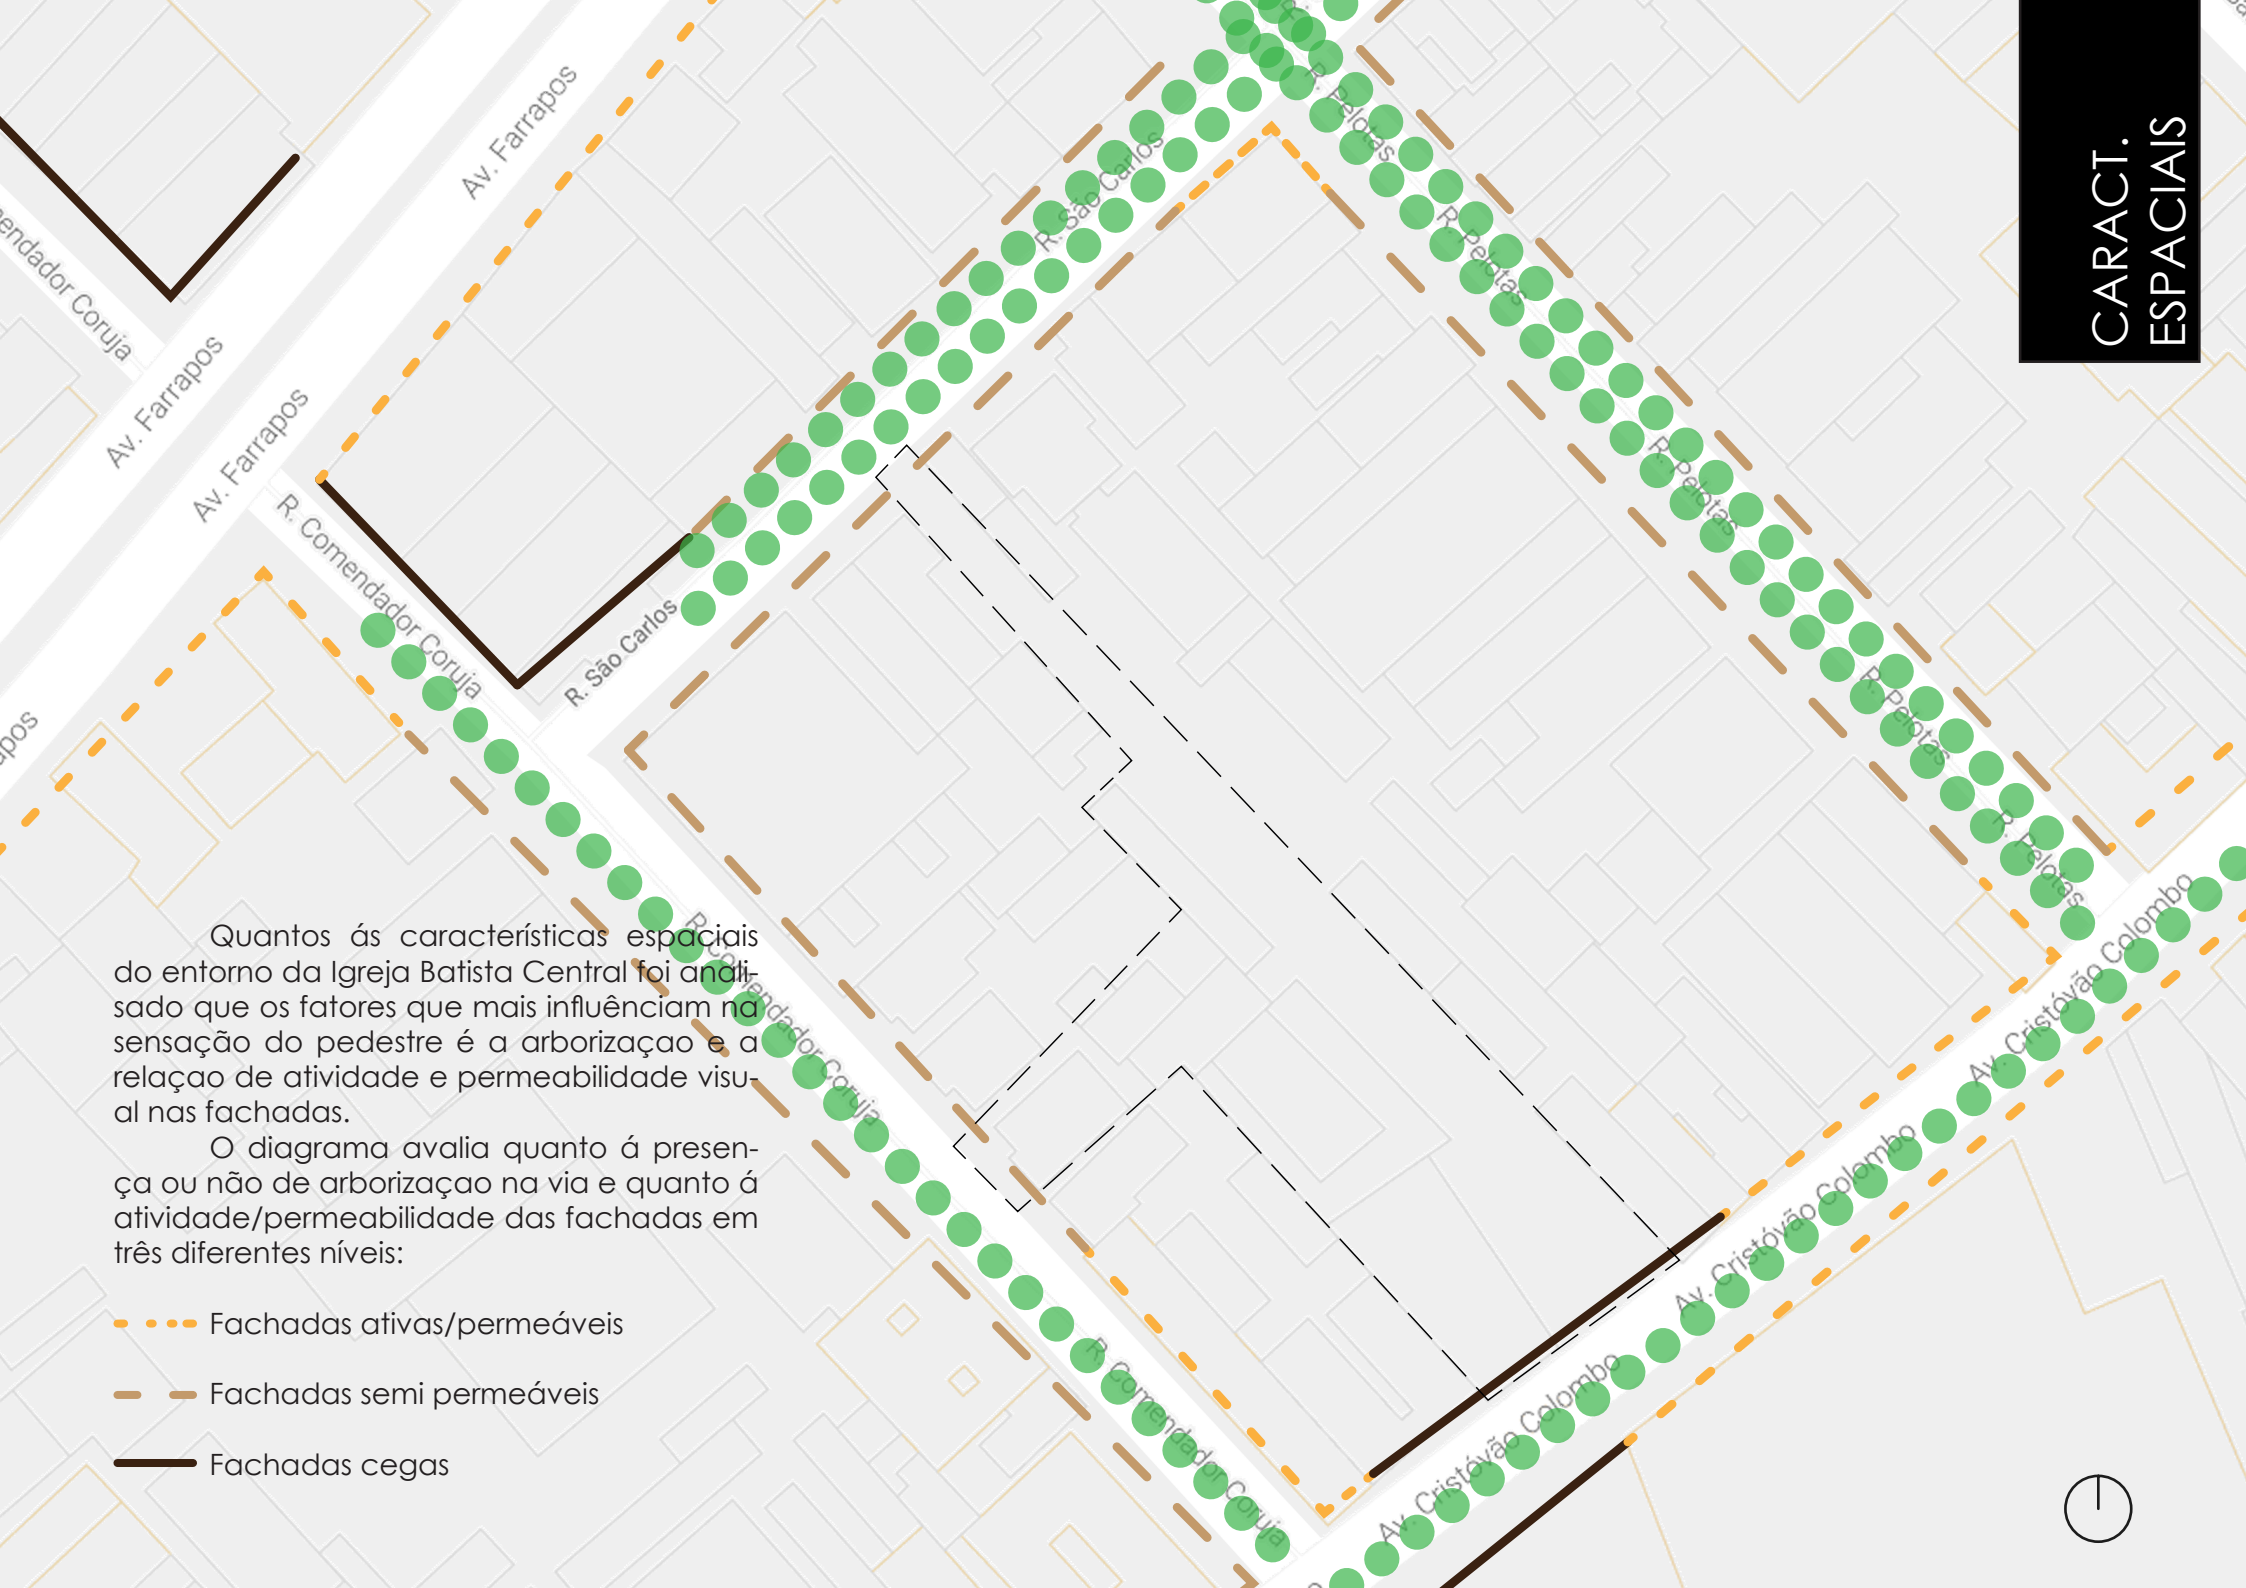 CARACT.
ESPACIAIS
Av. Farrapos
Av. Farrapos
Av. Farrapos
R. São Carlos
R. São Carlos
R. Pelotas
R. Pelotas
R. Pelotas
R. Pelotas
R. Pelotas
R. Comendador Coruja
R. Comendador Coruja
R. Comendador Coruja
Av. Cristóvão Colombo
Av. Cristóvão Colombo
Av. Cristóvão Colombo
Quantos ás características espaciais
do entorno da Igreja Batista Central foi anali-
sado que os fatores que mais influênciam na
sensação do pedestre é a arborizaçao e a
relaçao de atividade e permeabilidade visu-
al nas fachadas.
O diagrama avalia quanto á presen-
ça ou não de arborizaçao na via e quanto á
atividade/permeabilidade das fachadas em
três diferentes níveis:
Fachadas ativas/permeáveis
Fachadas semi permeáveis
Fachadas cegas